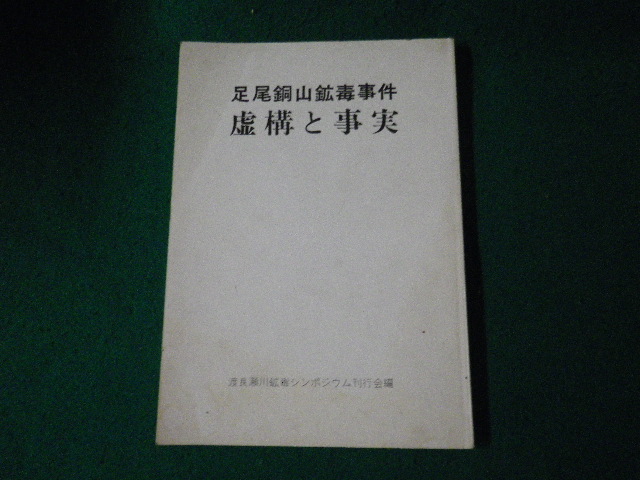 足尾銅山鉱毒事件
虚構と事実
渡良瀬川鉱害シンポジウム刊行会編